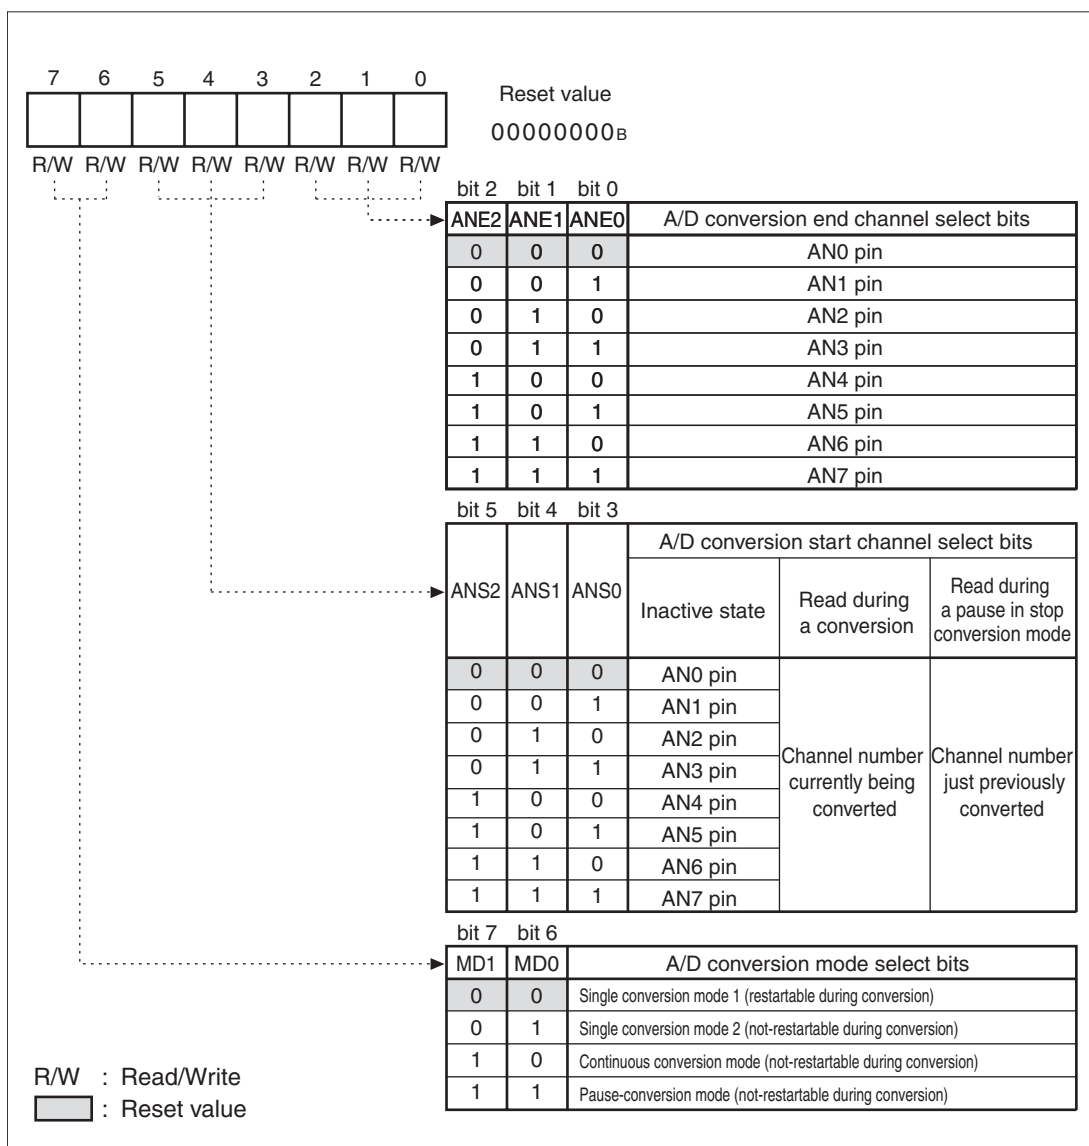 7 6 5 4 3 2 1 0
Reset value
00000000B
R/W R/W R/W R/W R/W R/W R/W R/W
bit 2 bit 1 bit 0
ANE2 ANE1 ANE0 A/D conversion end channel select bits
0 0 0 AN0 pin
0 0 1 AN1 pin
0 1 0 AN2 pin
0 1 1 AN3 pin
1 0 0 AN4 pin
1 0 1 AN5 pin
1 1 0 AN6 pin
1 1 1 AN7 pin
bit 5 bit 4 bit 3
ANS2 ANS1 ANS0
A/D conversion start channel select bits
Inactive state
Read during
a conversion
Read during
a pause in stop
conversion mode
0 0 0 AN0 pin
0 0 1 AN1 pin
0 1 0 AN2 pin
0 1 1 AN3 pin
1 0 0 AN4 pin
1 0 1 AN5 pin
1 1 0 AN6 pin
1 1 1 AN7 pin
Channel number
currently being
converted
Channel number
just previously
converted
bit 7 bit 6
MD1 MD0 A/D conversion mode select bits
0 0 Single conversion mode 1 (restartable during conversion)
0 1 Single conversion mode 2 (not-restartable during conversion)
1 0 Continuous conversion mode (not-restartable during conversion)
1 1 Pause-conversion mode (not-restartable during conversion)
R/W : Read/Write
: Reset value